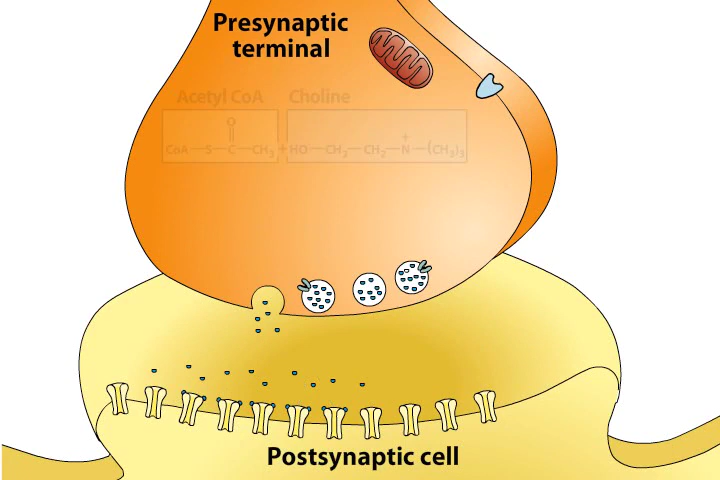 Presynaptic
terminal
Acetyl CoA Choline
O
CoA—S—C—CH₃ + HO—CH₂—CH₂—N—(CH₃)₃
+
Postsynaptic cell